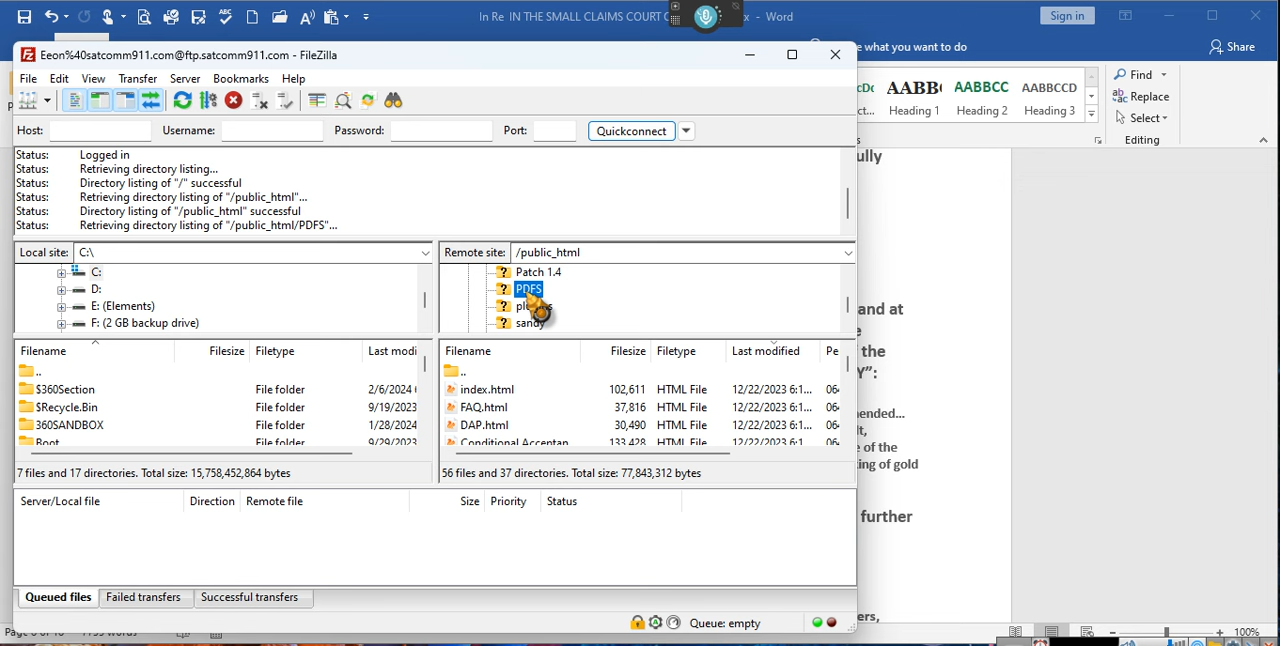 In Re IN THE SMALL CLAIMS COURT x - Word
Sign in
Eeon%40satcomm911.com@ftp.satcomm911.com - FileZilla
e what you want to do
Share
File Edit View Transfer Server Bookmarks Help
AABB( AABBCC AABBCCD
Heading 1 Heading 2 Heading 3
Find
Replace
Select
Editing
Host: Username: Password: Port: Quickconnect
Status: Logged in
Status: Retrieving directory listing...
Status: Directory listing of "/" successful
Status: Retrieving directory listing of "/public_html"...
Status: Directory listing of "/public_html" successful
Status: Retrieving directory listing of "/public_html/PDFS"...
ully
Local site: C:\
Remote site: /public_html
C:
D:
E: (Elements)
F: (2 GB backup drive)
Patch 1.4
PDFS
sandy
and at
the
Y":
Filename Filesize Filetype Last modi
..
$360Section File folder 2/6/2024
$Recycle.Bin File folder 9/19/2023
360SANDBOX File folder 1/28/2024
Boot File folder 9/29/2023
Filename Filesize Filetype Last modified Pe
..
index.html 102,611 HTML File 12/22/2023 6:1...
FAQ.html 37,816 HTML File 12/22/2023 6:1...
DAP.html 30,490 HTML File 12/22/2023 6:1...
Conditional Acceptan 133,428 HTML File 12/22/2023 6:1
ended...
lt,
e of the
ing of gold
7 files and 17 directories. Total size: 15,758,452,864 bytes
56 files and 37 directories. Total size: 77,843,312 bytes
Server/Local file Direction Remote file Size Priority Status
further
Queued files Failed transfers Successful transfers
Queue: empty
ers,
100%